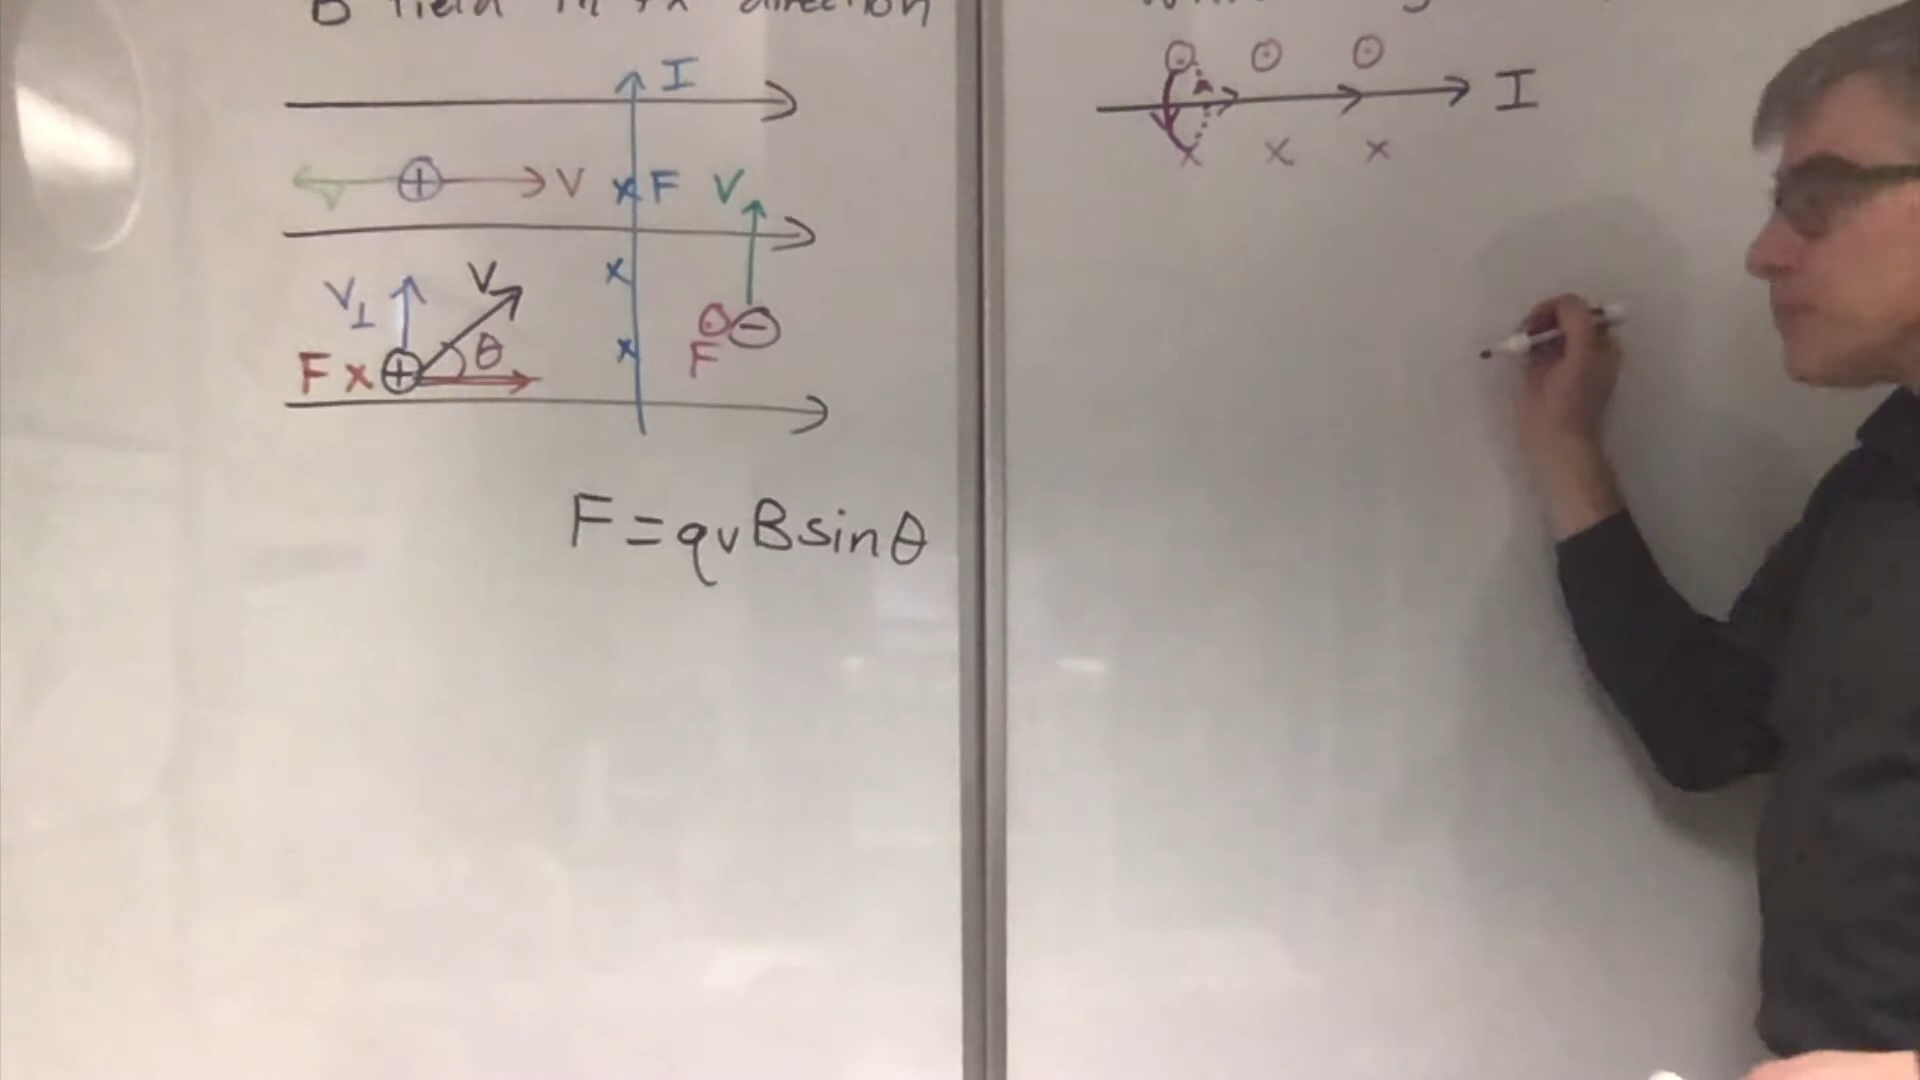 B field in +x direction
I
V
F
V
V⊥
V
θ
F x
F
F = qvBsinθ
I
x x x